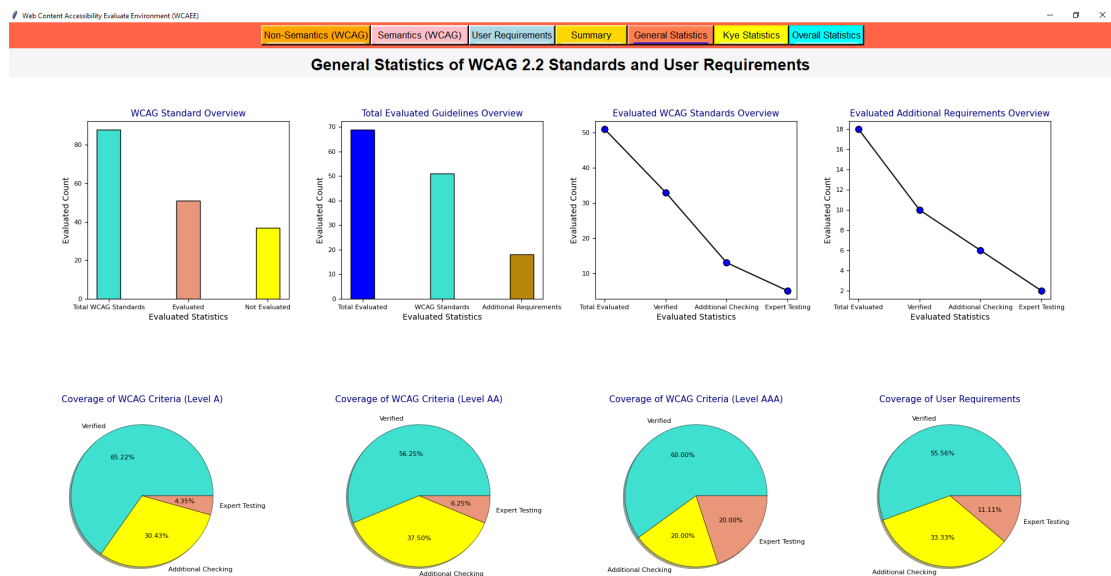 Web Content Accessibility Evaluate Environment (WCAEE)
Non-Semantics (WCAG) Semantics (WCAG) User Requirements Summary General Statistics Kye Statistics Overall Statistics
General Statistics of WCAG 2.2 Standards and User Requirements
WCAG Standard Overview
Evaluated Count
80
60
40
20
0
Total WCAG Standards Evaluated Not Evaluated
Evaluated Statistics
Total Evaluated Guidelines Overview
Evaluated Count
70
60
50
40
30
20
10
0
Total Evaluated WCAG Standards Additional Requirements
Evaluated Statistics
Evaluated WCAG Standards Overview
Evaluated Count
50
40
30
20
10
Total Evaluated Verified Additional Checking Expert Testing
Evaluated Statistics
Evaluated Additional Requirements Overview
Evaluated Count
18
16
14
12
10
8
6
4
2
Total Evaluated Verified Additional Checking Expert Testing
Evaluated Statistics
Coverage of WCAG Criteria (Level A)
Verified
65.22%
4.35%
Expert Testing
30.43%
Additional Checking
Coverage of WCAG Criteria (Level AA)
Verified
56.25%
6.25%
Expert Testing
37.50%
Additional Checking
Coverage of WCAG Criteria (Level AAA)
Verified
60.00%
20.00%
Expert Testing
20.00%
Additional Checking
Coverage of User Requirements
Verified
55.56%
11.11%
Expert Testing
33.33%
Additional Checking